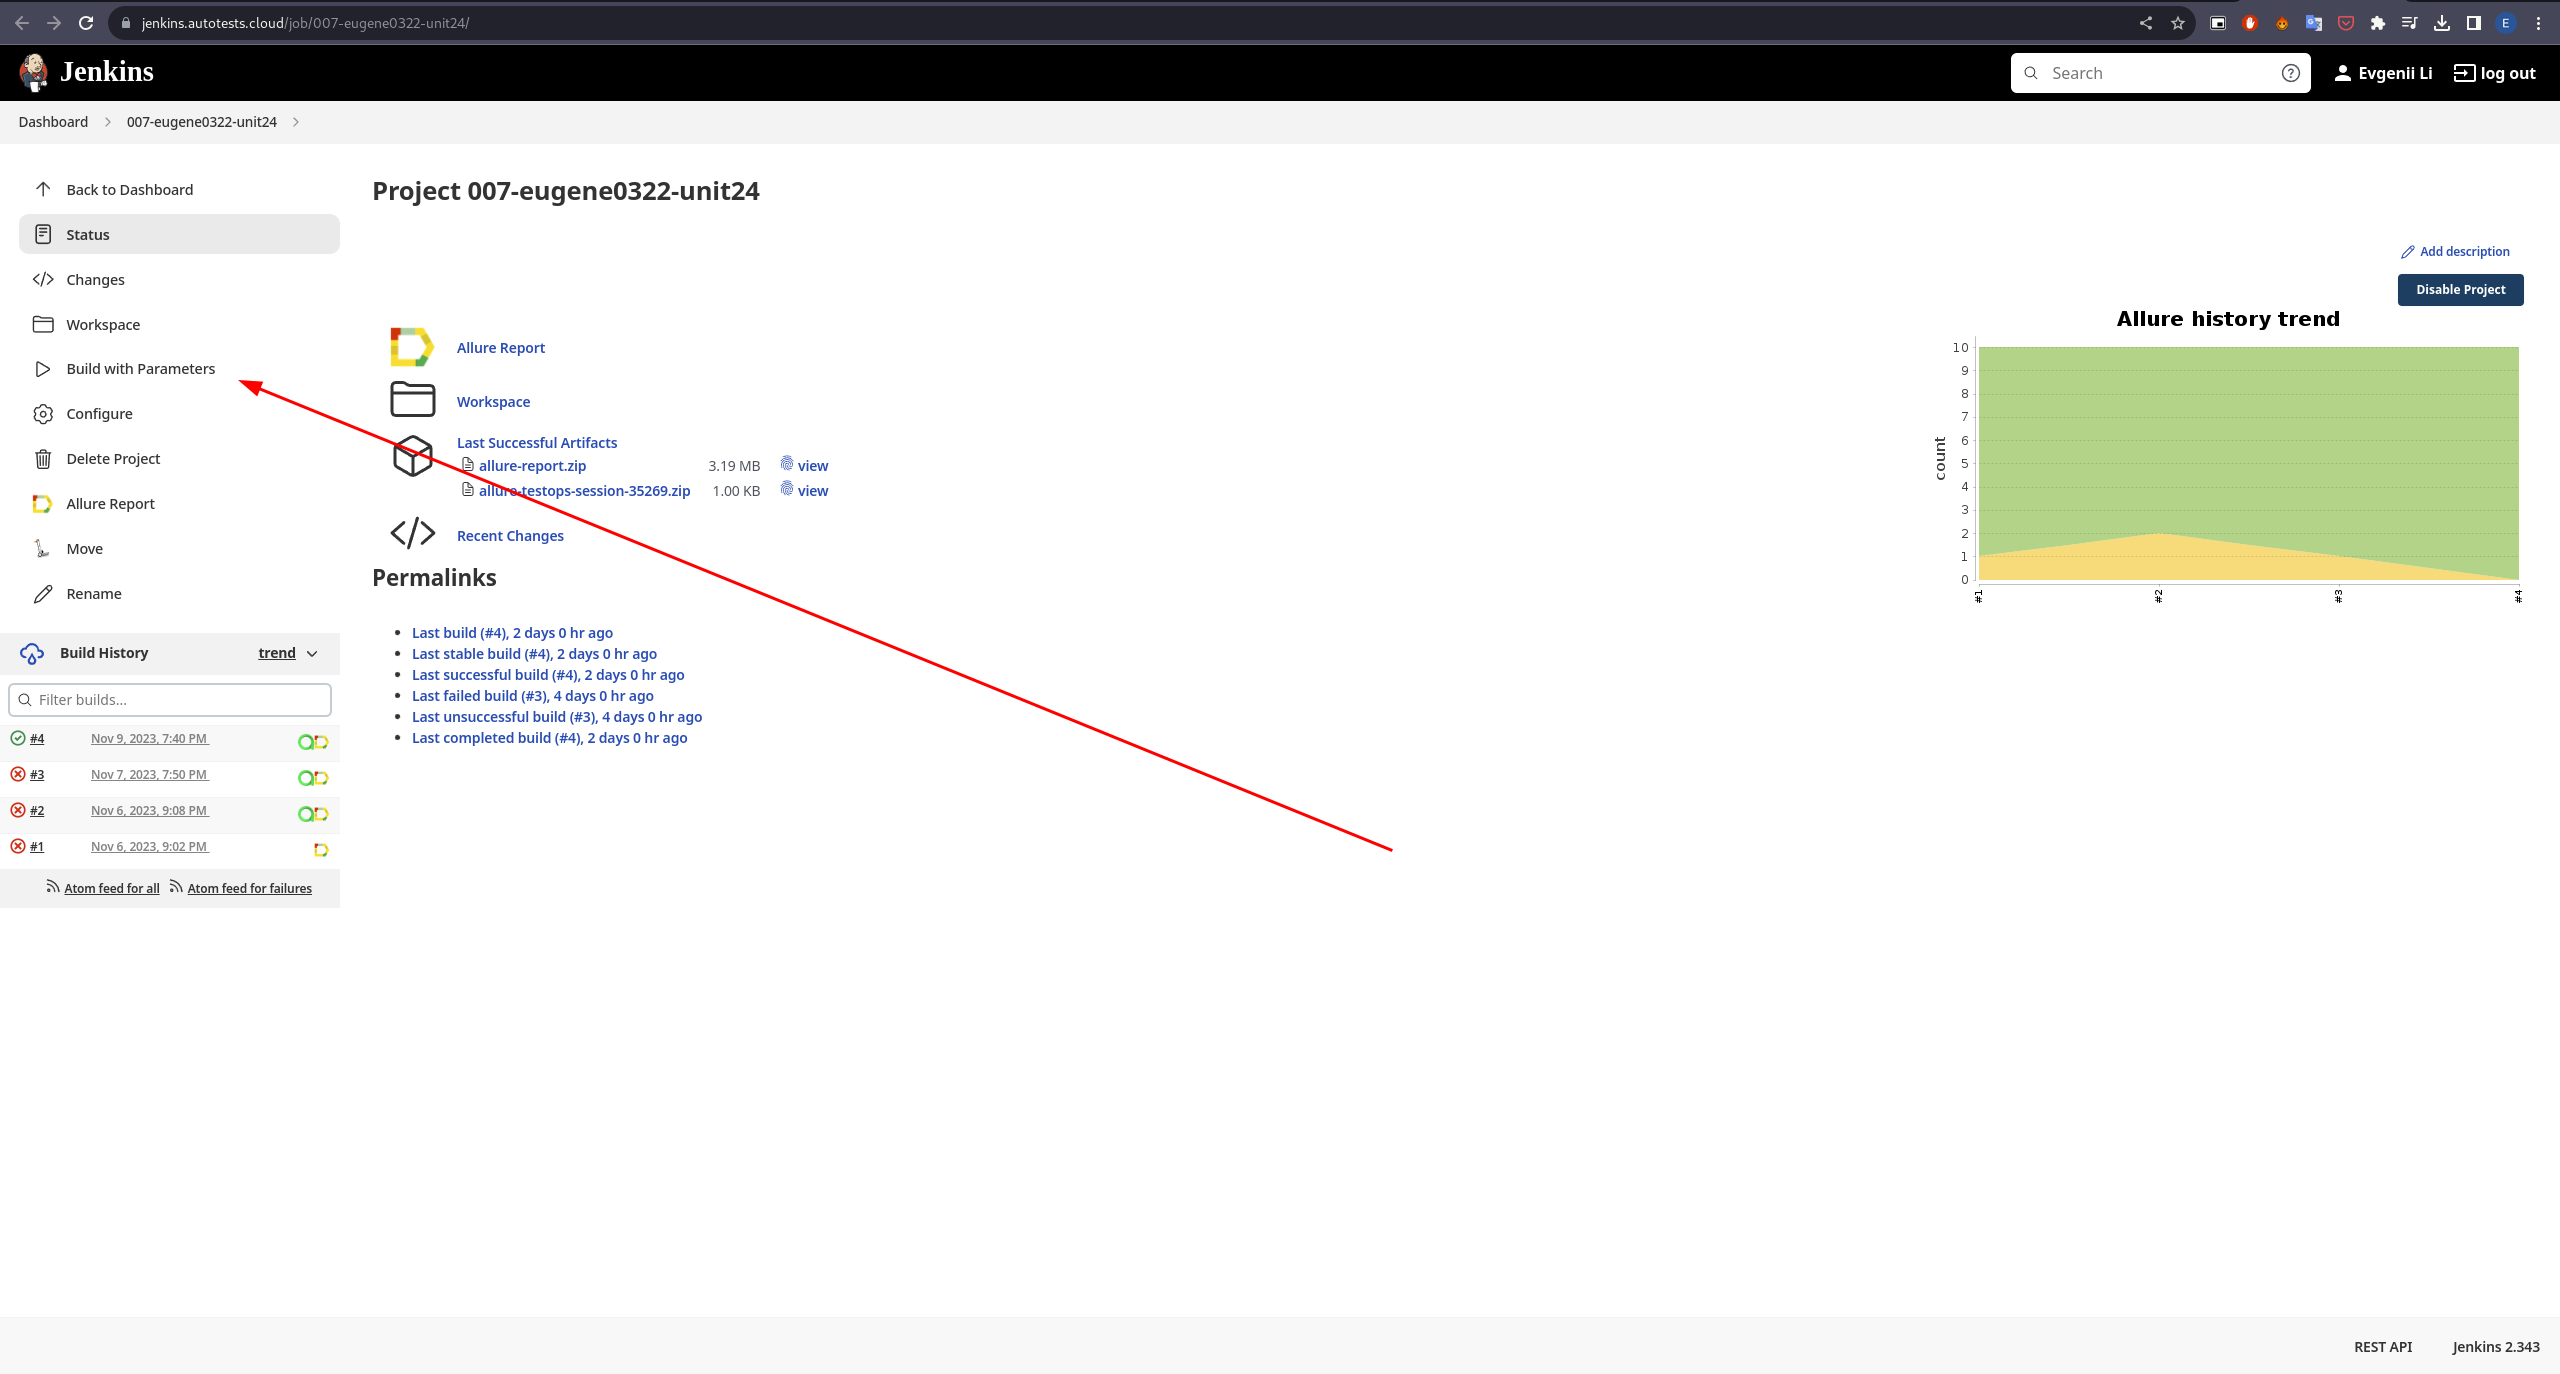 jenkins.autotests.cloud/job/007-eugene0322-unit24/
E
Jenkins
Search
Evgenii Li
log out
Dashboard
007-eugene0322-unit24
Back to Dashboard
Status
Changes
Workspace
Build with Parameters
Configure
Delete Project
Allure Report
Move
Rename
Build History
trend
Filter builds...
#4 Nov 9, 2023, 7:40 PM
#3 Nov 7, 2023, 7:50 PM
#2 Nov 6, 2023, 9:08 PM
#1 Nov 6, 2023, 9:02 PM
Atom feed for all Atom feed for failures
Project 007-eugene0322-unit24
Add description
Disable Project
Allure Report
Workspace
Last Successful Artifacts
allure-report.zip 3.19 MB view
allure-testops-session-35269.zip 1.00 KB view
Recent Changes
Permalinks
Last build (#4), 2 days 0 hr ago
Last stable build (#4), 2 days 0 hr ago
Last successful build (#4), 2 days 0 hr ago
Last failed build (#3), 4 days 0 hr ago
Last unsuccessful build (#3), 4 days 0 hr ago
Last completed build (#4), 2 days 0 hr ago
Allure history trend
count
10
9
8
7
6
5
4
3
2
1
0
#1 #2 #3 #4
REST API
Jenkins 2.343